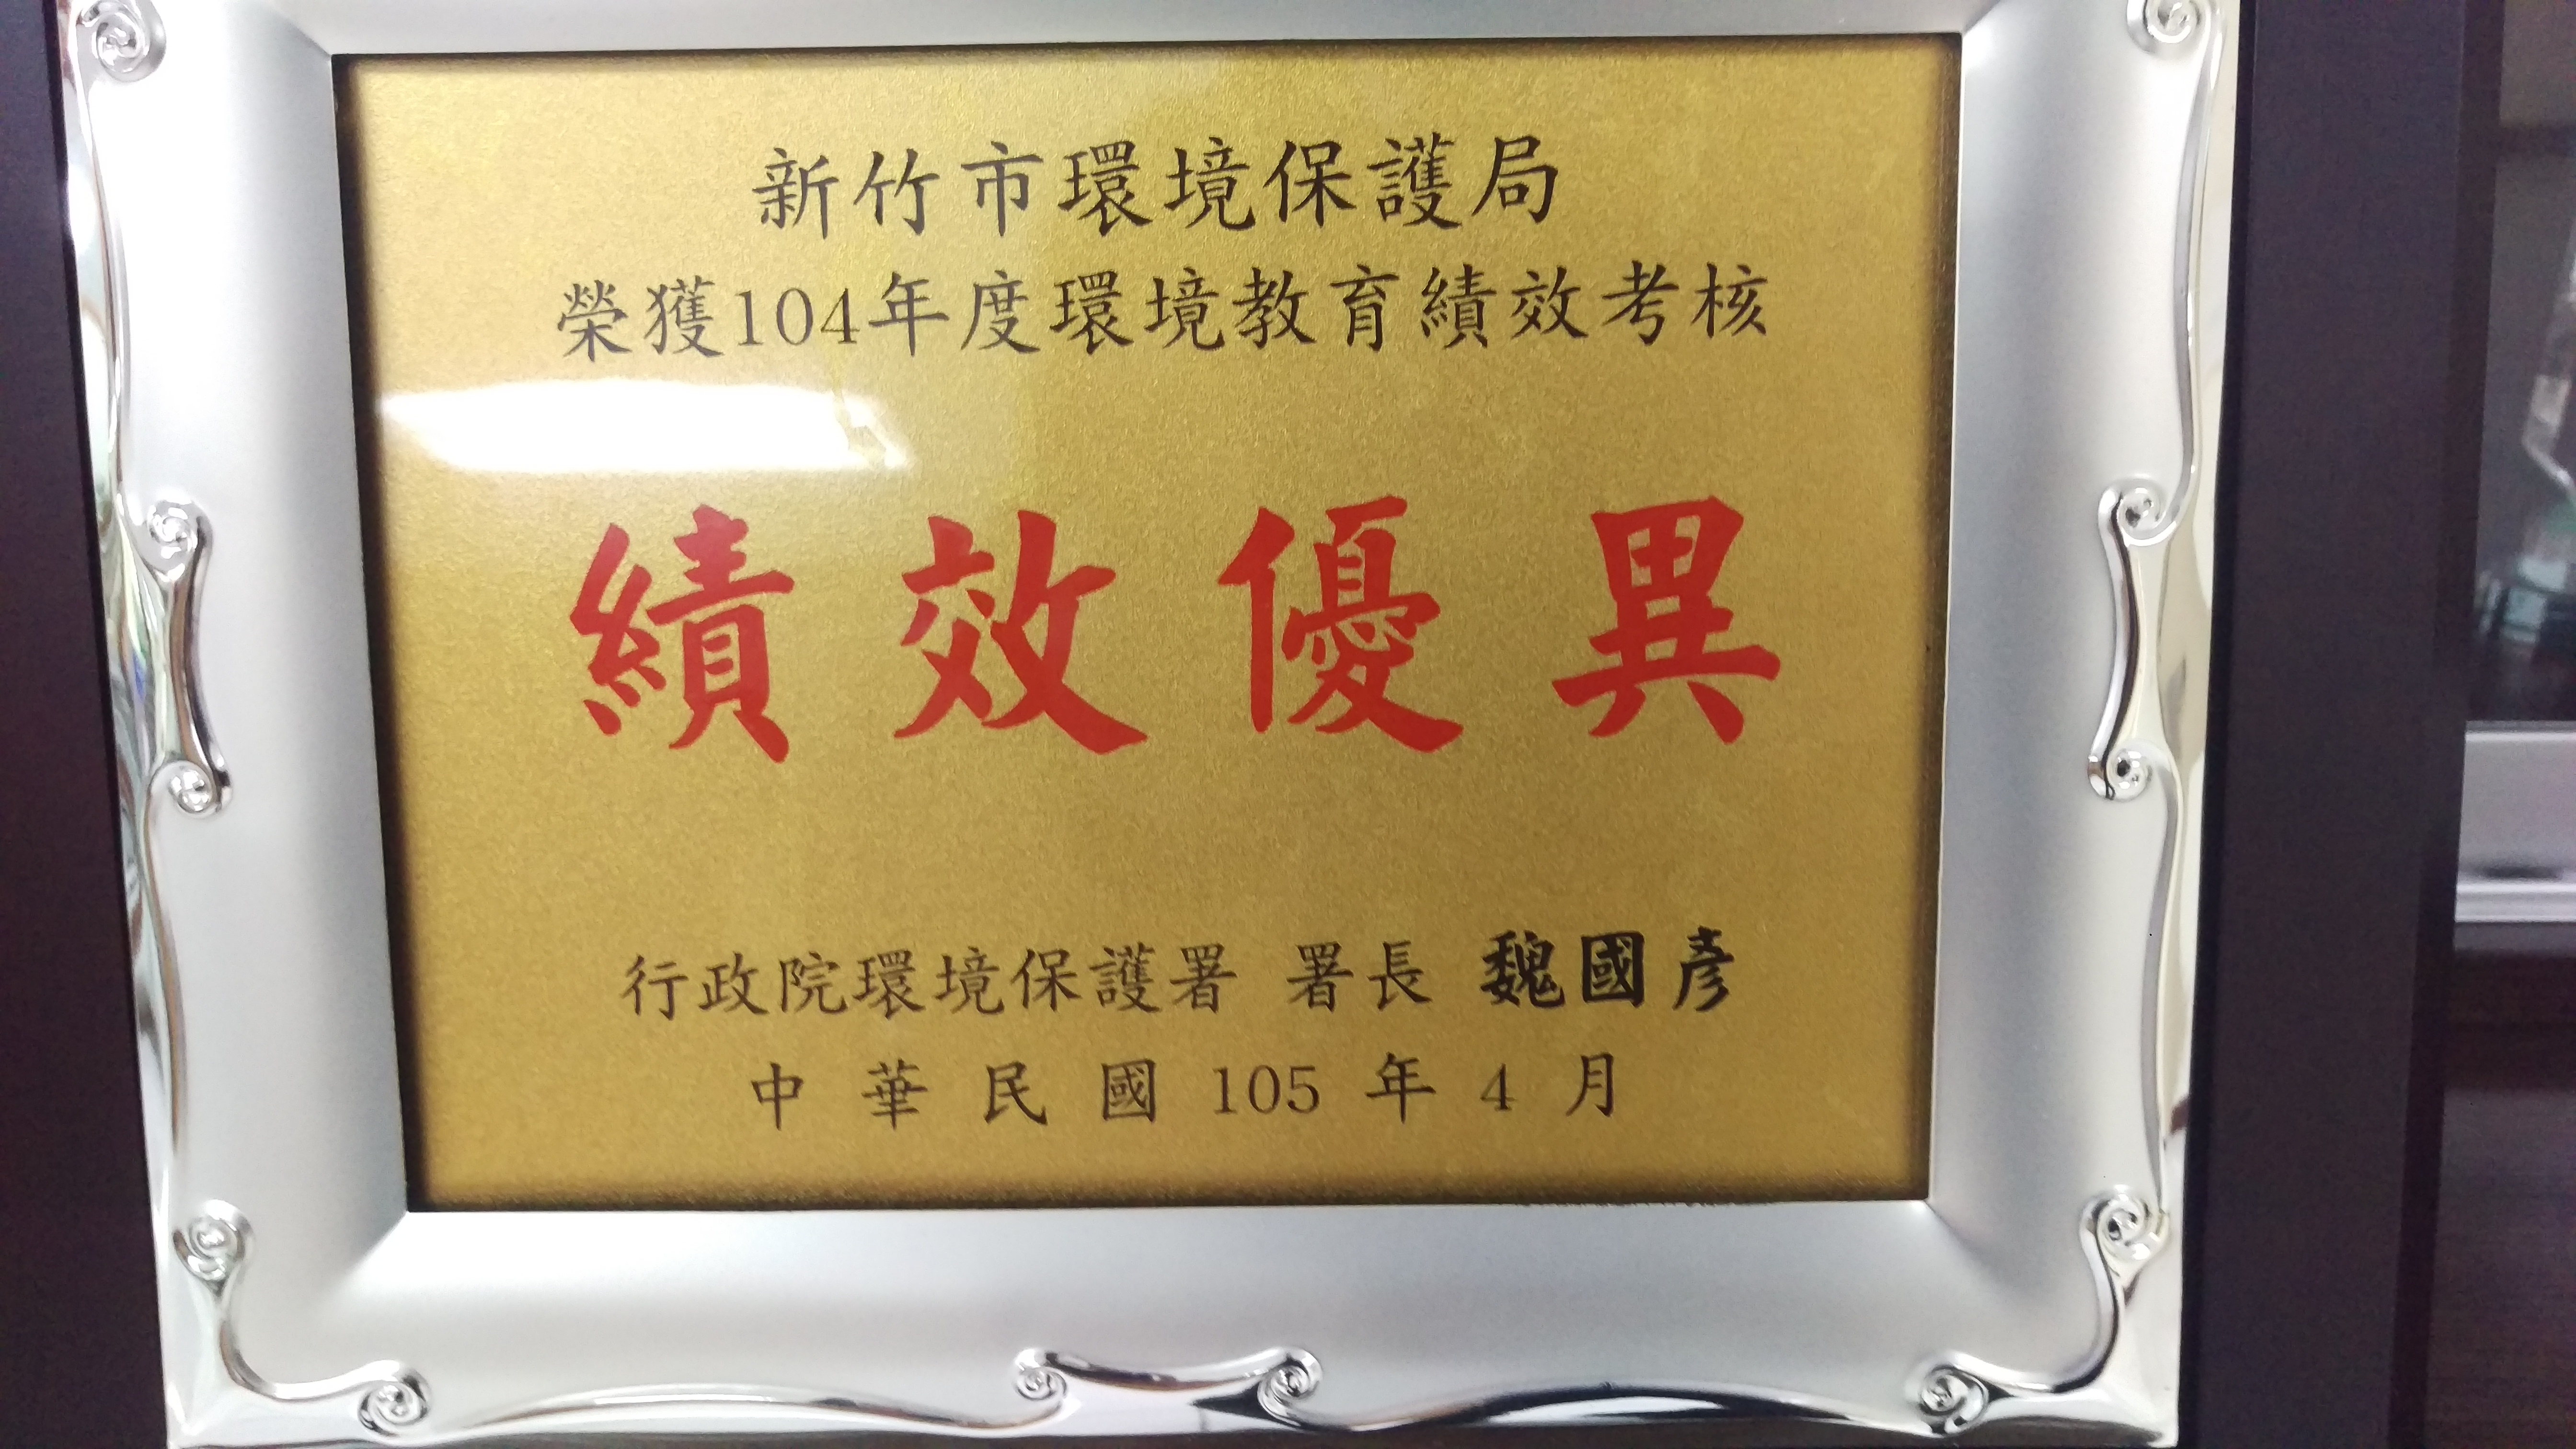 新竹市環境保護局
榮獲104年度環境教育績效考核
績效優異
行政院環境保護署 署長 魏國彥
中華民國 105 年 4 月